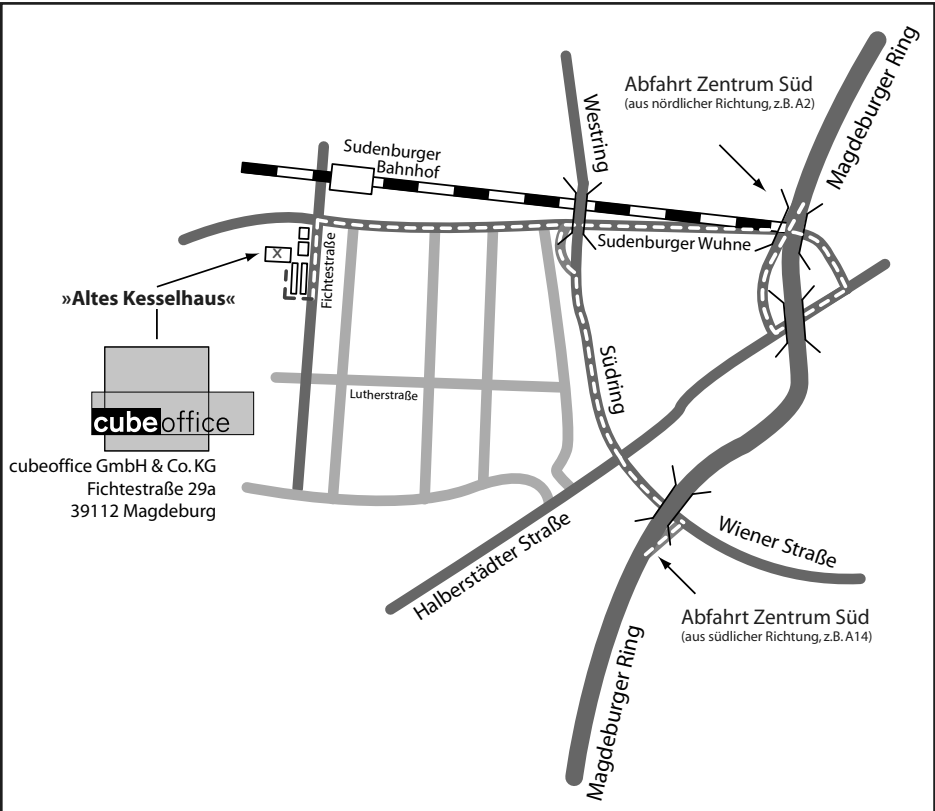 Abfahrt Zentrum Süd
(aus nördlicher Richtung, z.B. A2)
Magdeburger Ring
Westring
Sudenburger
Bahnhof
Sudenburger Wuhne
Fichtestraße
X
»Altes Kesselhaus«
Lutherstraße
Südring
cubeoffice
cubeoffice GmbH & Co. KG
Fichtestraße 29a
39112 Magdeburg
Halberstädter Straße
Wiener Straße
Abfahrt Zentrum Süd
(aus südlicher Richtung, z.B. A14)
Magdeburger Ring